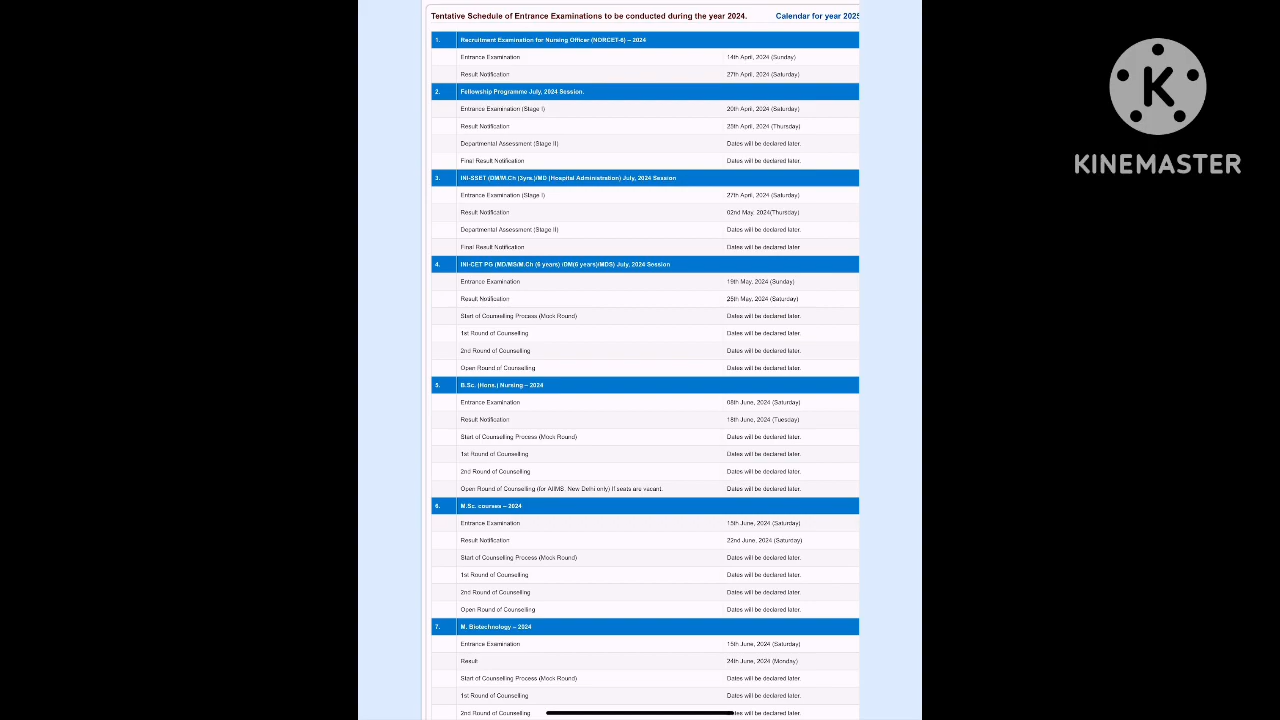 Tentative Schedule of Entrance Examinations to be conducted during the year 2024. Calendar for year 2025
1. Recruitment Examination for Nursing Officer (NORCET-6) – 2024
Entrance Examination 14th April, 2024 (Sunday)
Result Notification 27th April, 2024 (Saturday)
2. Fellowship Programme July, 2024 Session.
Entrance Examination (Stage I) 20th April, 2024 (Saturday)
Result Notification 25th April, 2024 (Thursday)
Departmental Assessment (Stage II) Dates will be declared later.
Final Result Notification Dates will be declared later.
3. INI-SSET (DM/M.Ch (3yrs.)/MD (Hospital Administration) July, 2024 Session
Entrance Examination (Stage I) 27th April, 2024 (Saturday)
Result Notification 02nd May, 2024(Thursday)
Departmental Assessment (Stage II) Dates will be declared later.
Final Result Notification Dates will be declared later
4. INI-CET PG (MD/MS/M.Ch (6 years) /DM(6 years)/MDS) July, 2024 Session
Entrance Examination 19th May, 2024 (Sunday)
Result Notification 25th May, 2024 (Saturday)
Start of Counselling Process (Mock Round) Dates will be declared later.
1st Round of Counselling Dates will be declared later.
2nd Round of Counselling Dates will be declared later.
Open Round of Counselling Dates will be declared later.
5. B.Sc. (Hons.) Nursing – 2024
Entrance Examination 08th June, 2024 (Saturday)
Result Notification 18th June, 2024 (Tuesday)
Start of Counselling Process (Mock Round) Dates will be declared later.
1st Round of Counselling Dates will be declared later.
2nd Round of Counselling Dates will be declared later.
Open Round of Counselling (for AIIMS, New Delhi only) If seats are vacant. Dates will be declared later.
6. M.Sc. courses – 2024
Entrance Examination 15th June, 2024 (Saturday)
Result Notification 22nd June, 2024 (Saturday)
Start of Counselling Process (Mock Round) Dates will be declared later.
1st Round of Counselling Dates will be declared later.
2nd Round of Counselling Dates will be declared later.
Open Round of Counselling Dates will be declared later.
7. M. Biotechnology – 2024
Entrance Examination 15th June, 2024 (Saturday)
Result 24th June, 2024 (Monday)
Start of Counselling Process (Mock Round) Dates will be declared later.
1st Round of Counselling Dates will be declared later.
2nd Round of Counselling will be declared later.
K
KINEMASTER